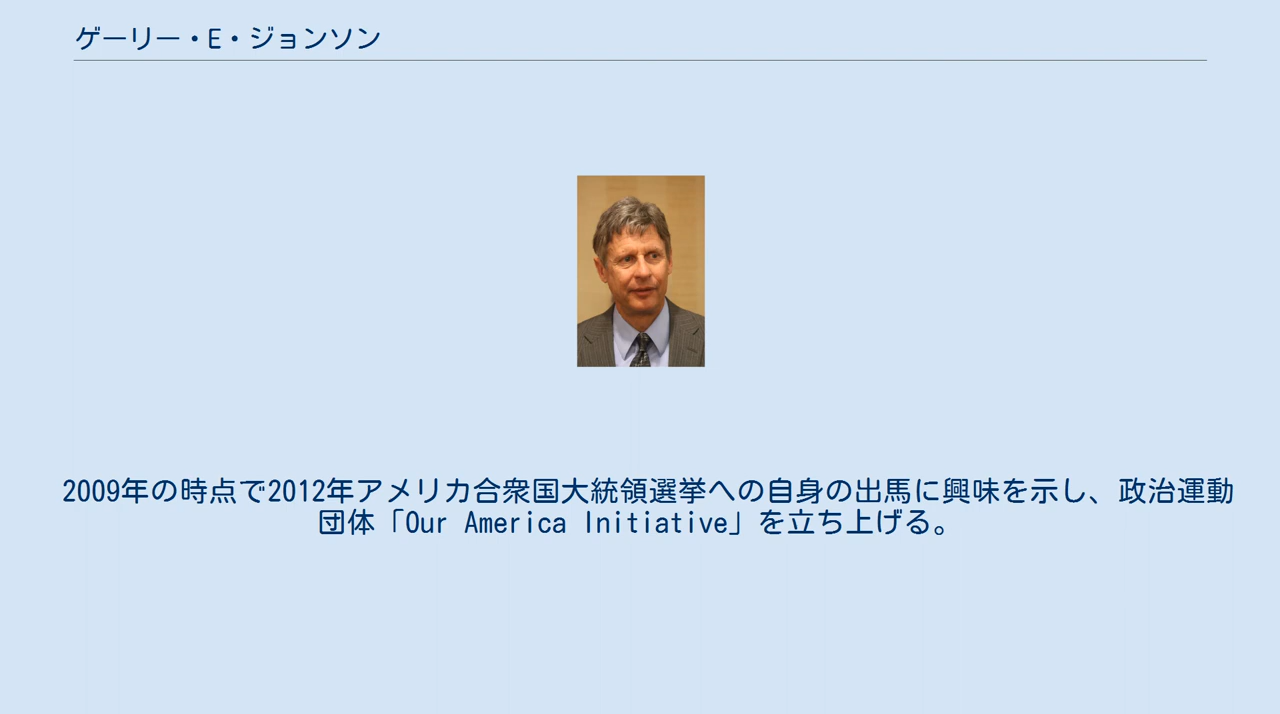 ゲーリー・E・ジョンソン
2009年の時点で2012年アメリカ合衆国大統領選挙への自身の出馬に興味を示し、政治運動
団体「Our America Initiative」を立ち上げる。